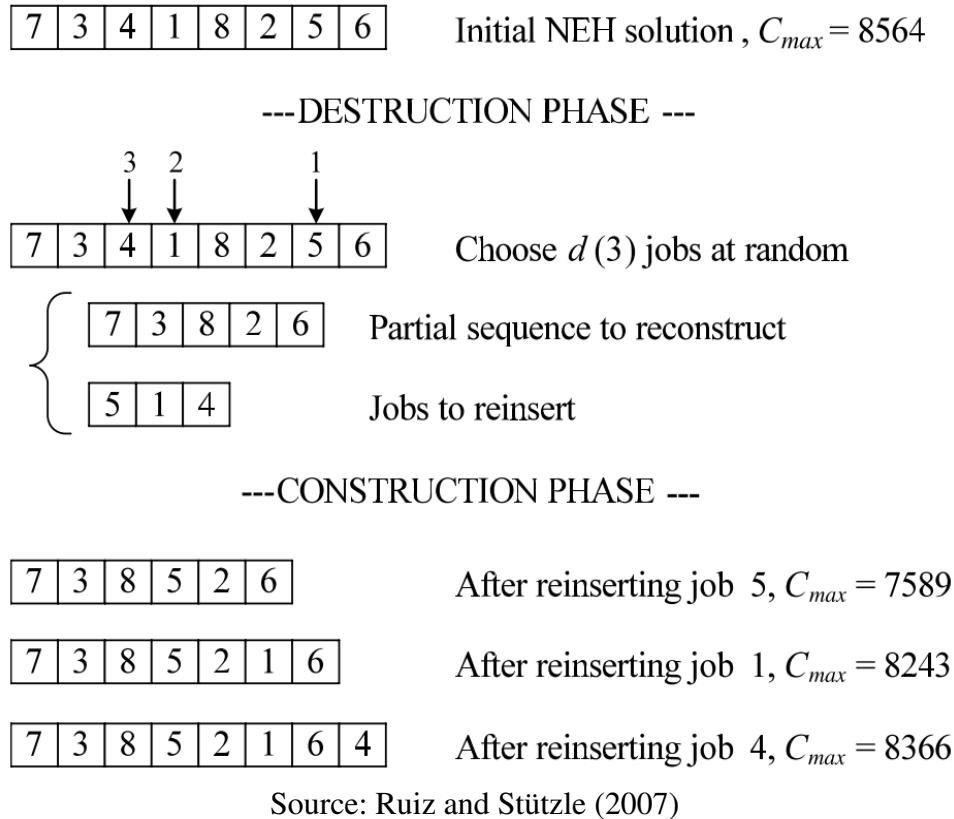 7 3 4 1 8 2 5 6 Initial NEH solution , Cmax = 8564
---DESTRUCTION PHASE ---
3 2 1
7 3 4 1 8 2 5 6 Choose d (3) jobs at random
7 3 8 2 6 Partial sequence to reconstruct
5 1 4 Jobs to reinsert
---CONSTRUCTION PHASE ---
7 3 8 5 2 6 After reinserting job 5, Cmax = 7589
7 3 8 5 2 1 6 After reinserting job 1, Cmax = 8243
7 3 8 5 2 1 6 4 After reinserting job 4, Cmax = 8366
Source: Ruiz and Stützle (2007)